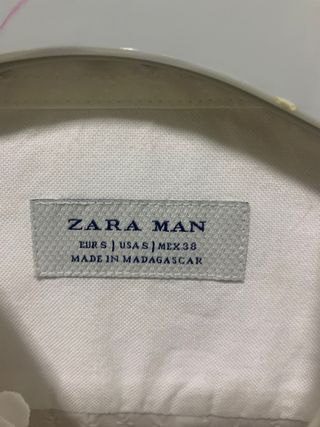 ZARA MAN
EUR S | USA S | MEX 38
MADE IN MADAGASCAR